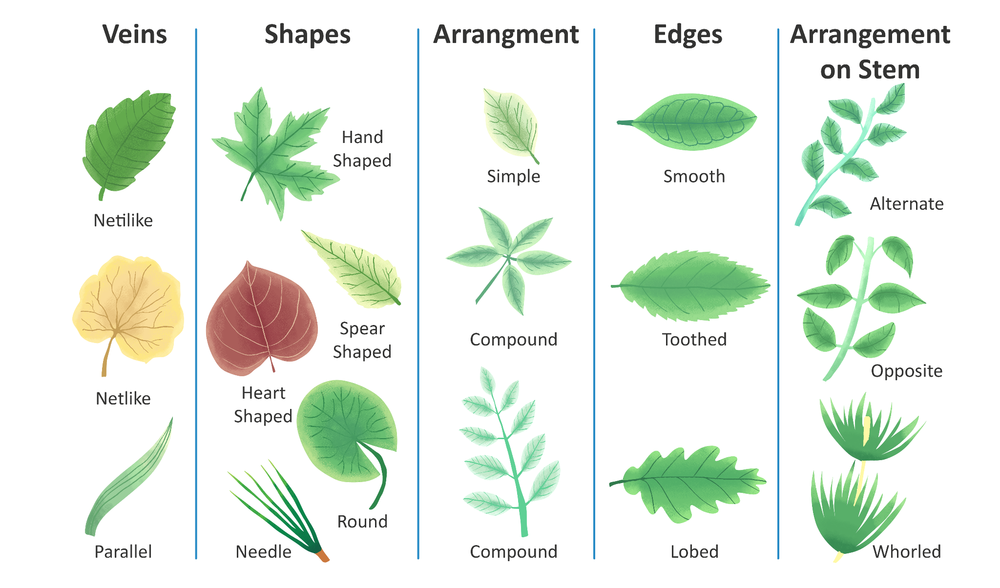 Veins
Netilike
Netlike
Parallel
Shapes
Hand
Shaped
Spear
Shaped
Heart
Shaped
Round
Needle
Arrangment
Simple
Compound
Compound
Edges
Smooth
Toothed
Lobed
Arrangement
on Stem
Alternate
Opposite
Whorled